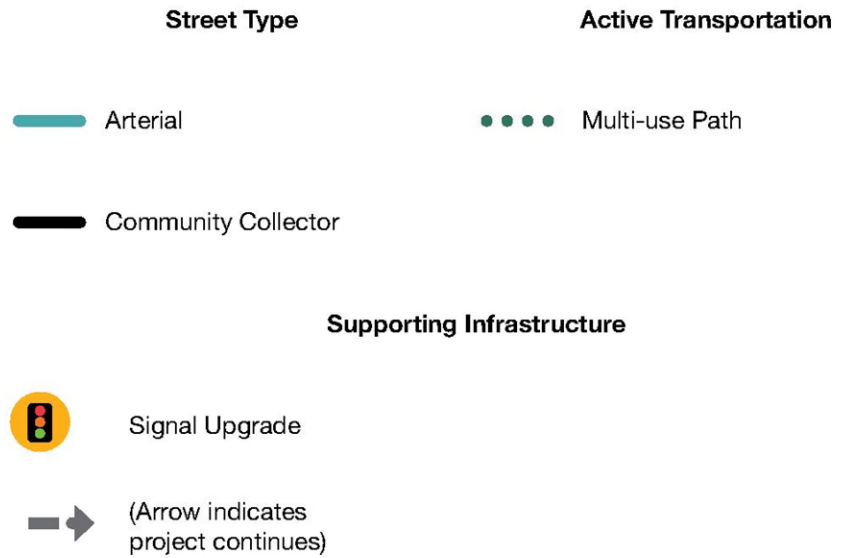 Street Type
Active Transportation
Arterial
Multi-use Path
Community Collector
Supporting Infrastructure
Signal Upgrade
(Arrow indicates
project continues)